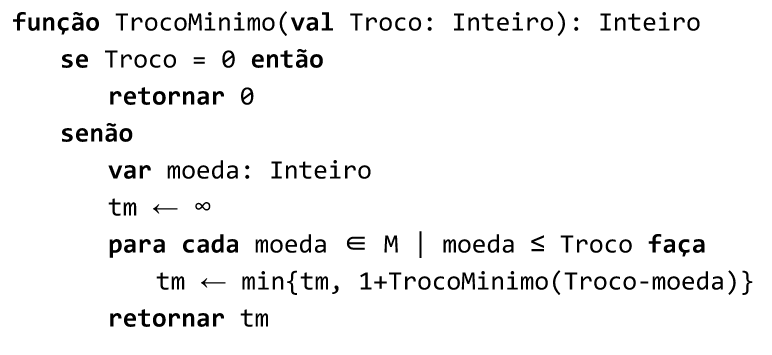 função TrocoMinimo(val Troco: Inteiro): Inteiro
se Troco = 0 então
retornar 0
senão
var moeda: Inteiro
tm ← ∞
para cada moeda ∈ M | moeda ≤ Troco faça
tm ← min{tm, 1+TrocoMinimo(Troco-moeda)}
retornar tm